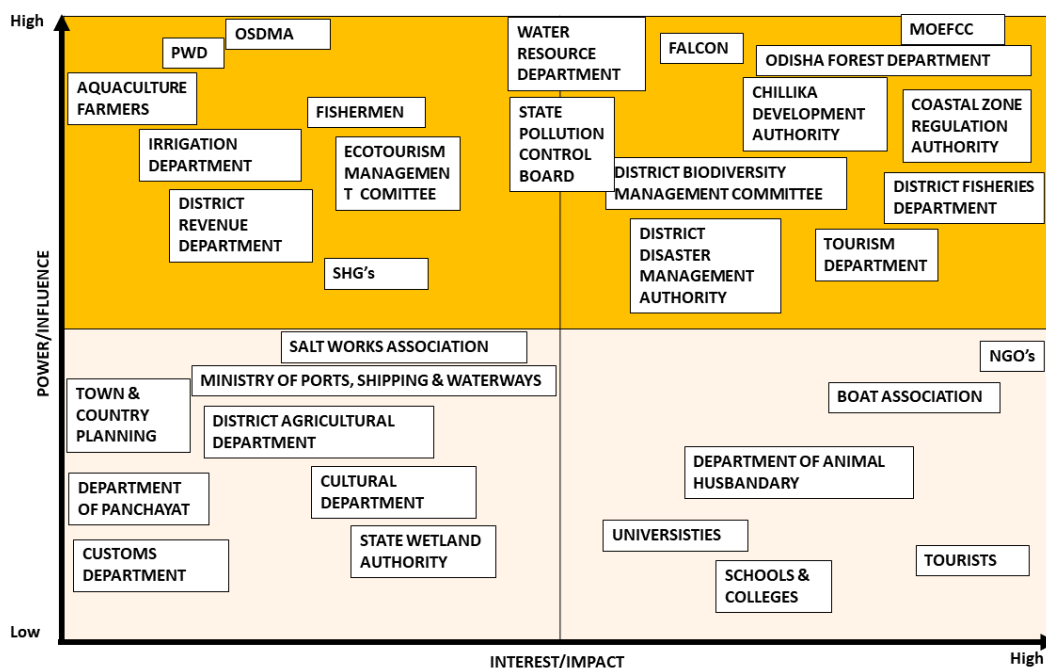 High
OSDMA
PWD
AQUACULTURE
FARMERS
FISHERMEN
IRRIGATION
DEPARTMENT
ECOTOURISM
MANAGEMEN
T COMITTEE
DISTRICT
REVENUE
DEPARTMENT
SHG's
WATER
RESOURCE
DEPARTMENT
STATE
POLLUTION
CONTROL
BOARD
FALCON
MOEFCC
ODISHA FOREST DEPARTMENT
CHILLIKA
DEVELOPMENT
AUTHORITY
COASTAL ZONE
REGULATION
AUTHORITY
DISTRICT BIODIVERSITY
MANAGEMENT COMMITTEE
DISTRICT FISHERIES
DEPARTMENT
DISTRICT
DISASTER
MANAGEMENT
AUTHORITY
TOURISM
DEPARTMENT
POWER/INFLUENCE
SALT WORKS ASSOCIATION
MINISTRY OF PORTS, SHIPPING & WATERWAYS
TOWN &
COUNTRY
PLANNING
DISTRICT AGRICULTURAL
DEPARTMENT
DEPARTMENT
OF PANCHAYAT
CULTURAL
DEPARTMENT
CUSTOMS
DEPARTMENT
STATE WETLAND
AUTHORITY
NGO's
BOAT ASSOCIATION
DEPARTMENT OF ANIMAL
HUSBANDARY
UNIVERSISTIES
SCHOOLS &
COLLEGES
TOURISTS
Low
INTEREST/IMPACT
High